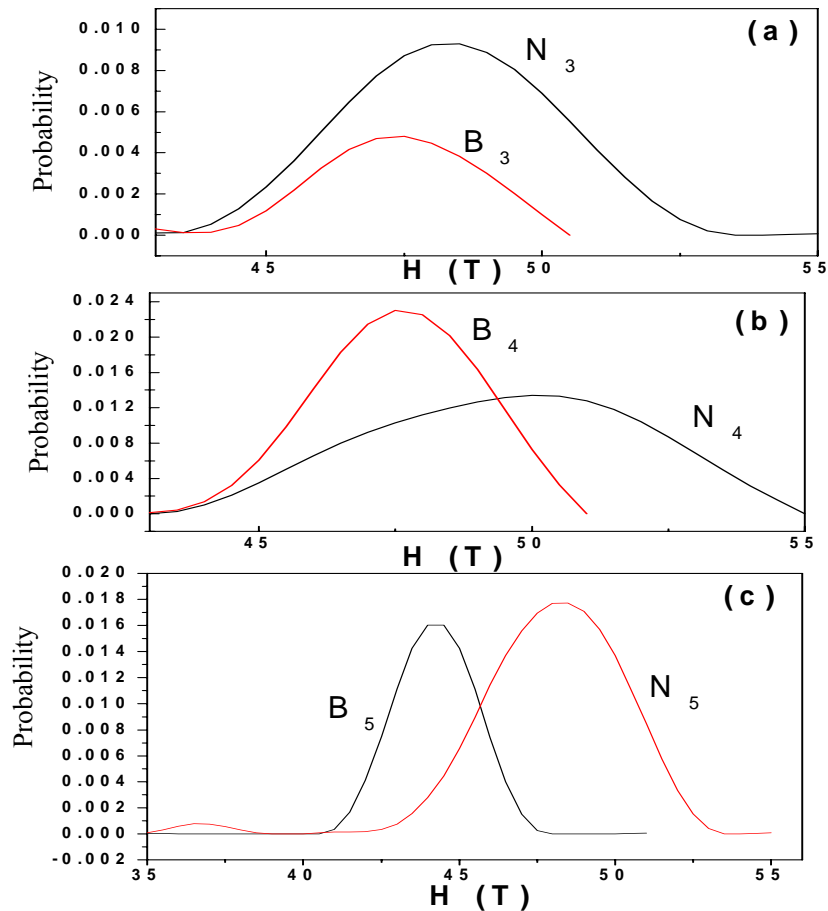 (a)
N 3
B 3
Probability
0.010
0.008
0.006
0.004
0.002
0.000
45 50 55
H (T)
(b)
B 4
N 4
Probability
0.024
0.020
0.016
0.012
0.008
0.004
0.000
45 50 55
H (T)
(c)
B 5
N 5
Probability
0.020
0.018
0.016
0.014
0.012
0.010
0.008
0.006
0.004
0.002
0.000
-0.002
35 40 45 50 55
H (T)